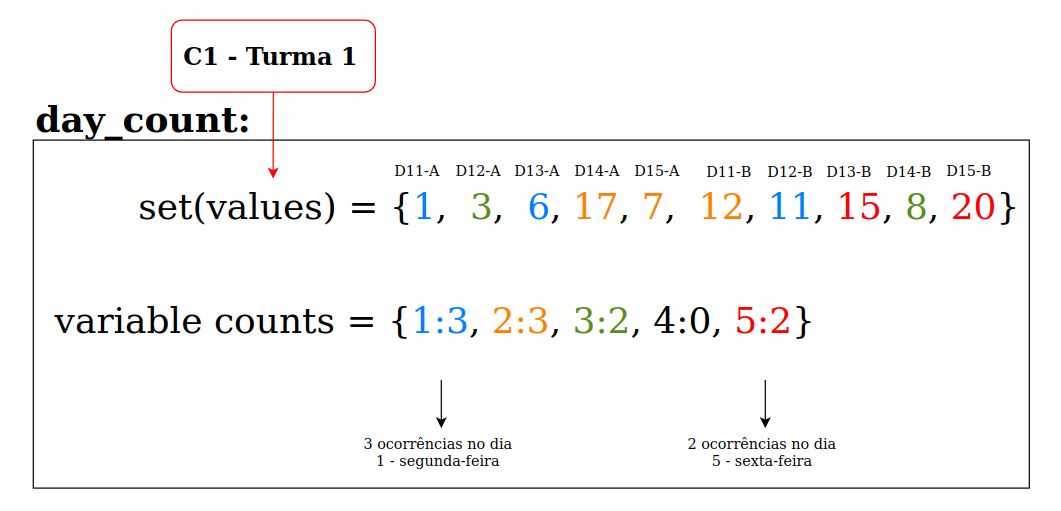 C1 - Turma 1
day_count:
D11-A D12-A D13-A D14-A D15-A D11-B D12-B D13-B D14-B D15-B
set(values) = {1, 3, 6, 17, 7, 12, 11, 15, 8, 20}
variable counts = {1:3, 2:3, 3:2, 4:0, 5:2}
3 ocorrências no dia
1 - segunda-feira
2 ocorrências no dia
5 - sexta-feira